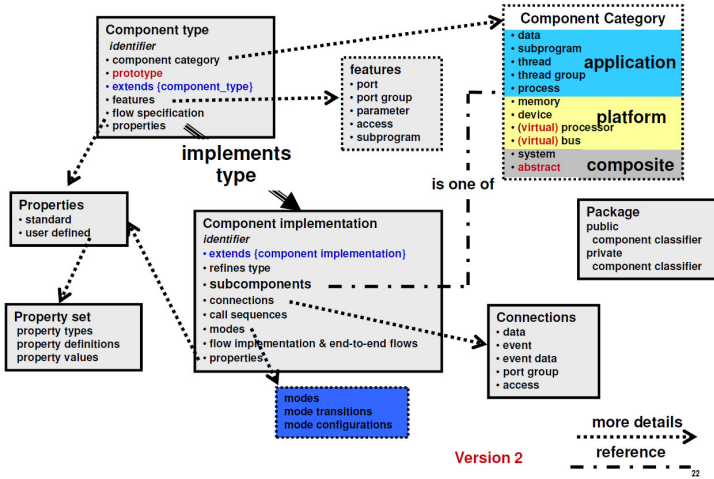 Component type
identifier
• component category
• prototype
• extends {component_type}
• features
• flow specification
• properties
features
• port
• port group
• parameter
• access
• subprogram
Component Category
• data
• subprogram
• thread
• thread group
• process
application
• memory
• device
• (virtual) processor
• (virtual) bus
platform
• system
• abstract
composite
implements
type
is one of
Properties
• standard
• user defined
Component implementation
identifier
• extends {component implementation}
• refines type
• subcomponents
• connections
• call sequences
• modes
• flow implementation & end-to-end flows
• properties
Package
public
component classifier
private
component classifier
Property set
property types
property definitions
property values
Connections
• data
• event
• event data
• port group
• access
modes
mode transitions
mode configurations
more details
reference
Version 2
22